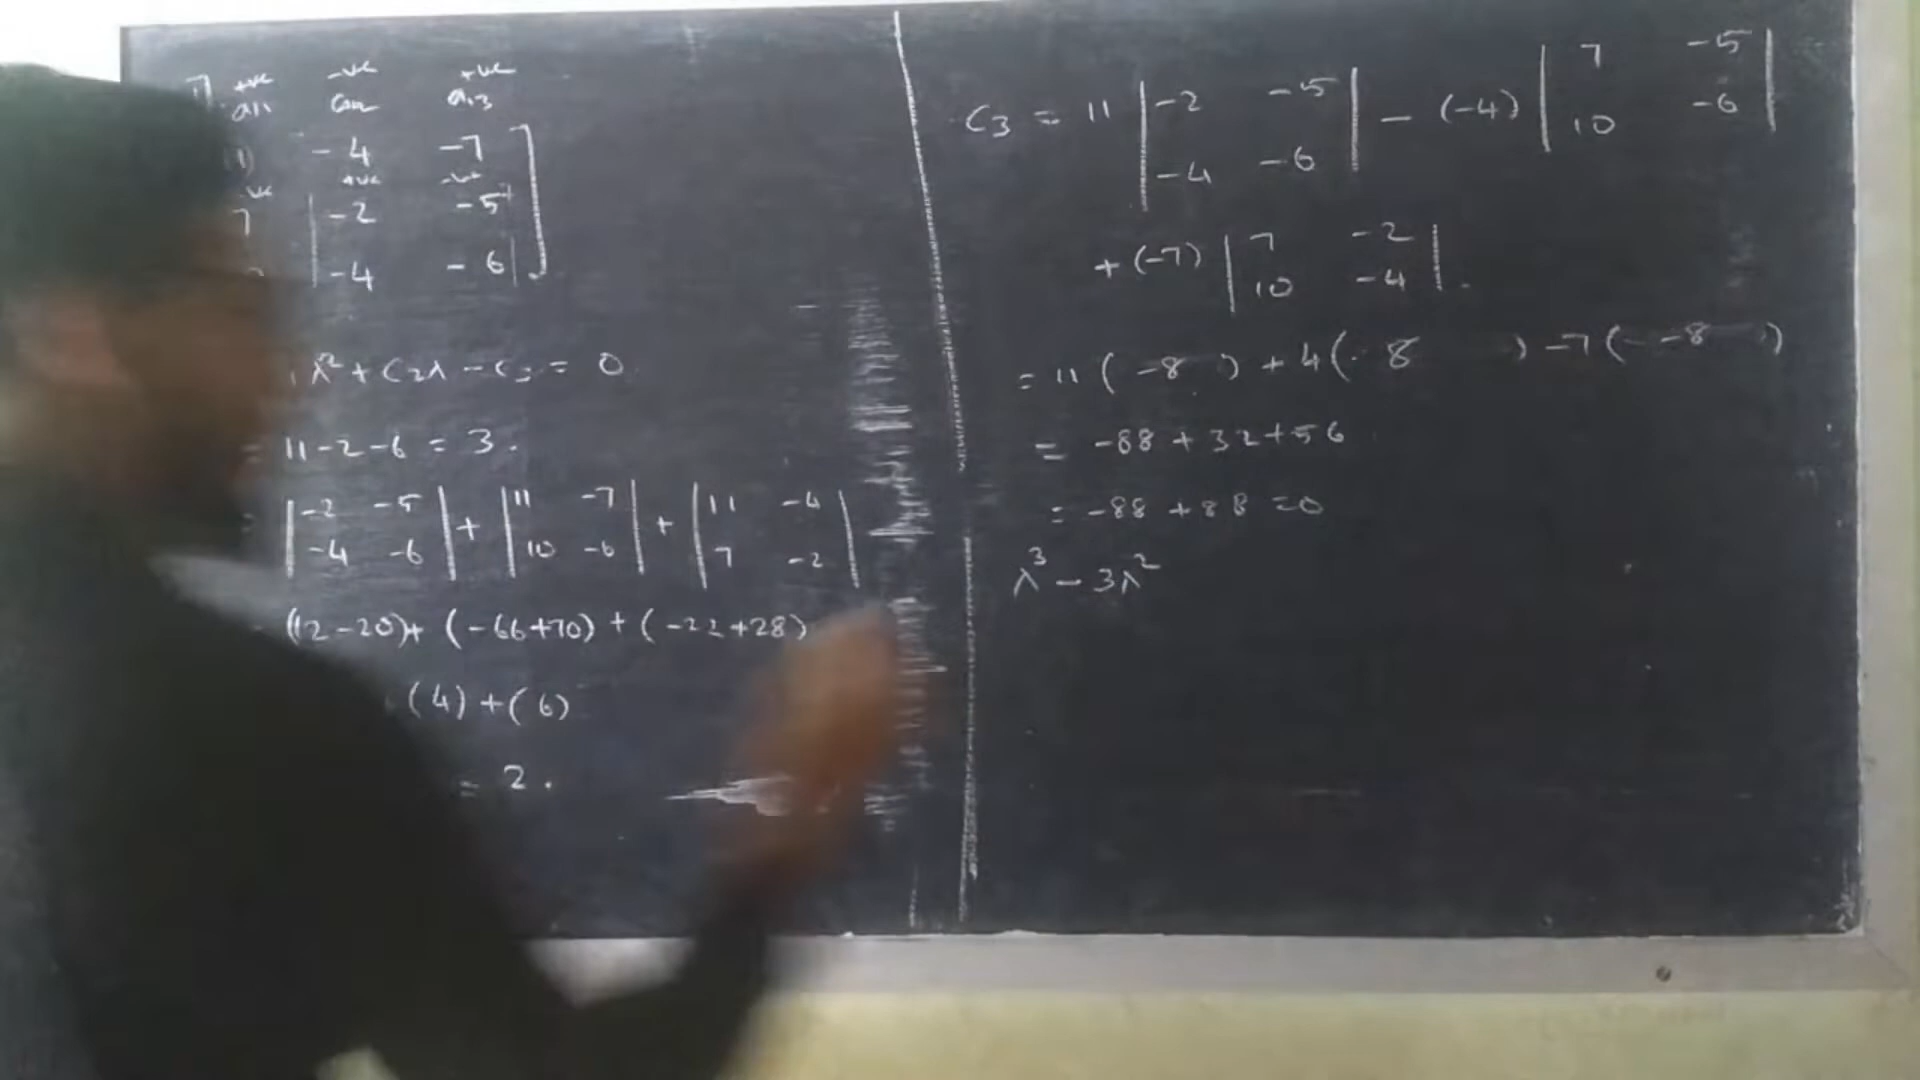 +ve -ve +ve
a11 a13
-4 -7
ve +ve -ve
7 | -2 -5
| -4 -6 |
λ² + C2λ - C3 = 0
= 11 - 2 - 6 = 3.
= | -2 -5 | + | 11 -7 | + | 11 -4 |
| -4 -6 | | 10 -6 | | 7 -2 |
(12-20) + (-66+70) + (-22+28)
(4) + (6)
= 2.
C3 = 11 | -2 -5 | - (-4) | 7 -5 |
| -4 -6 | | 10 -6 |
+ (-7) | 7 -2 |
| 10 -4 | .
= 11 ( -8 ) + 4 ( 8 ) - 7 ( -8 )
= -88 + 32 + 56
= -88 + 88 = 0
λ³ - 3λ²